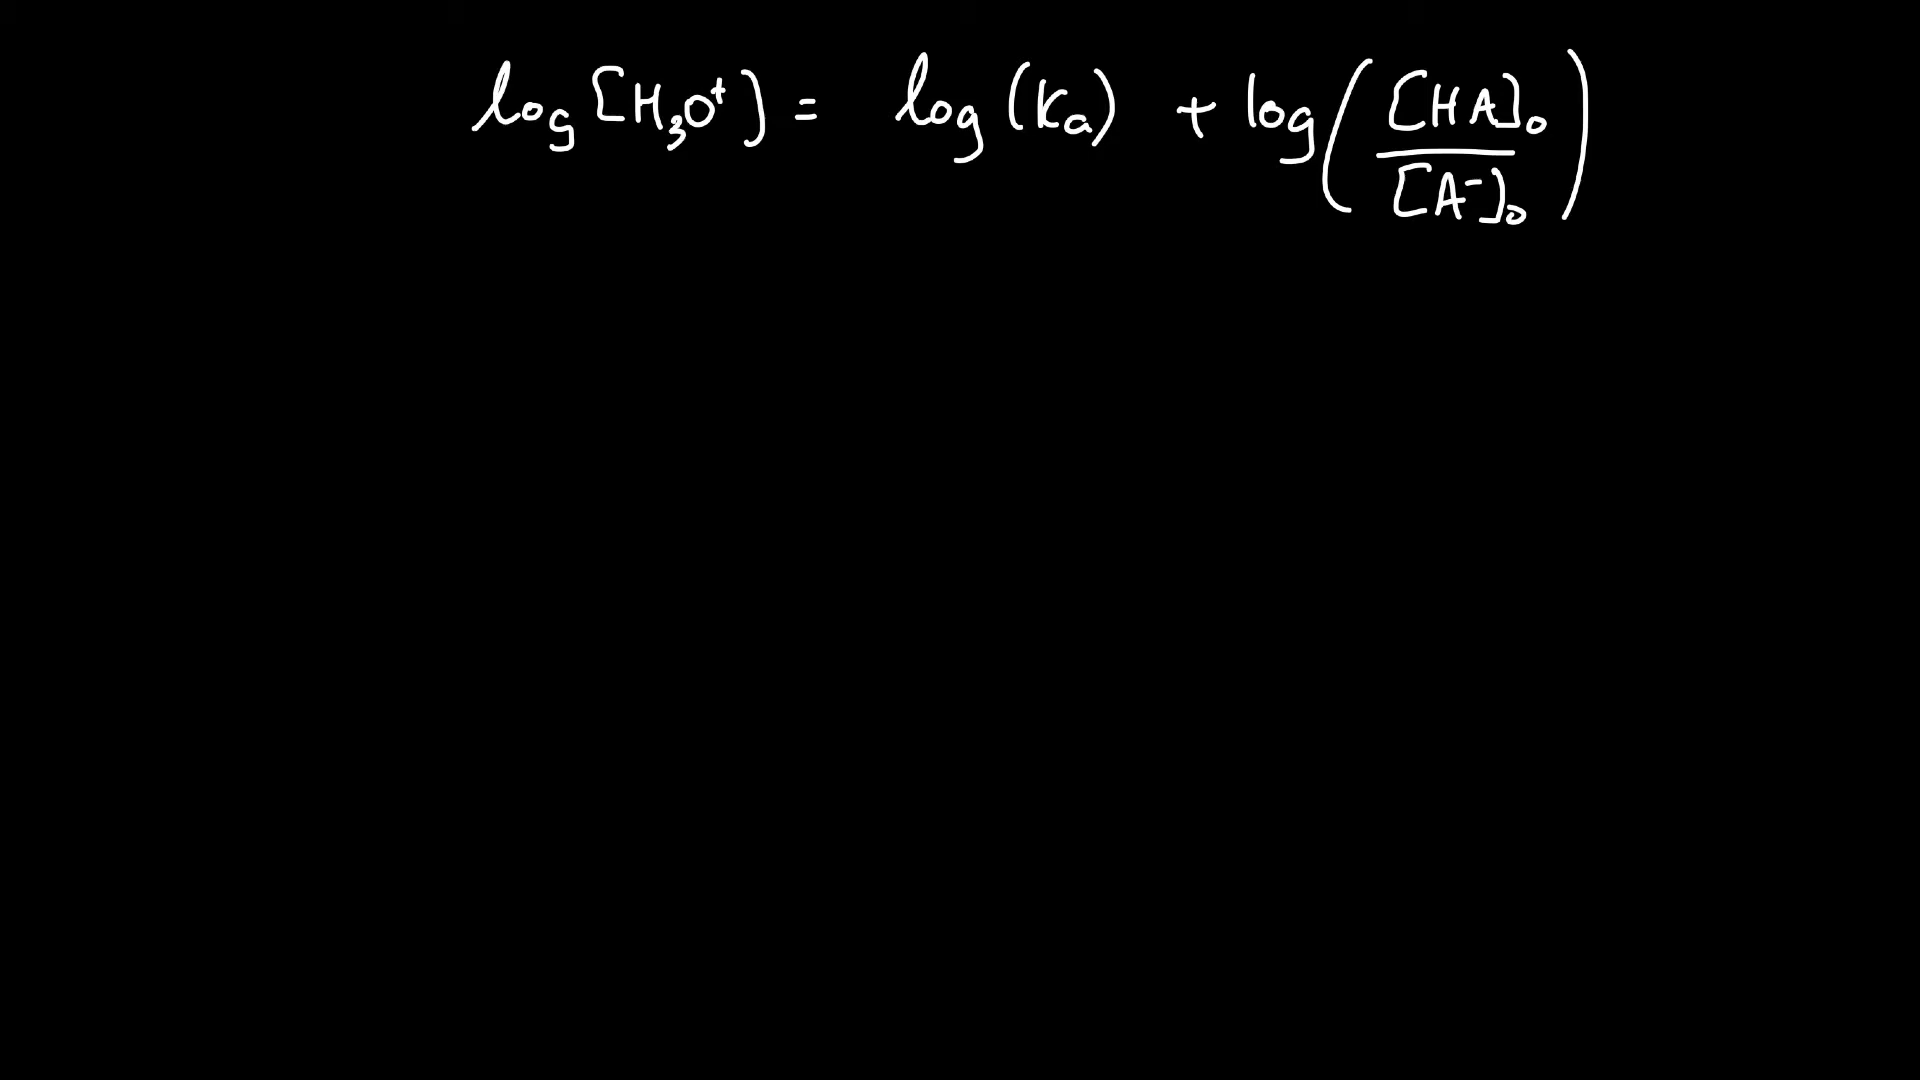 log [H₃O⁺] = log (Ka) + log ( [HA]₀ / [A⁻]₀ )